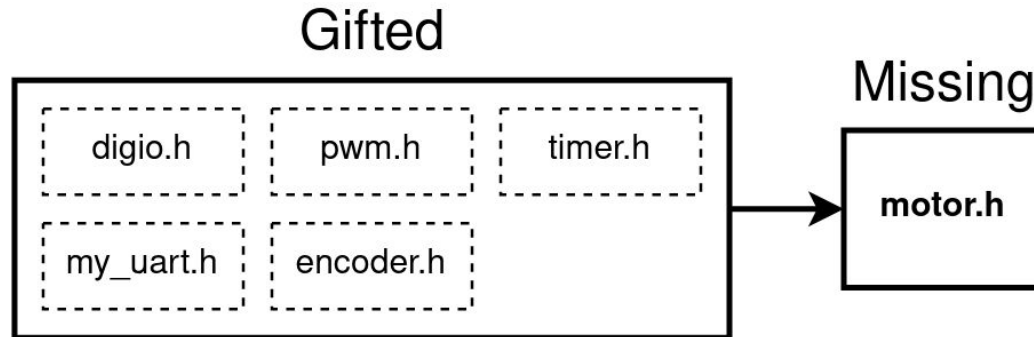 Gifted
Missing
digio.h
pwm.h
timer.h
motor.h
my_uart.h
encoder.h